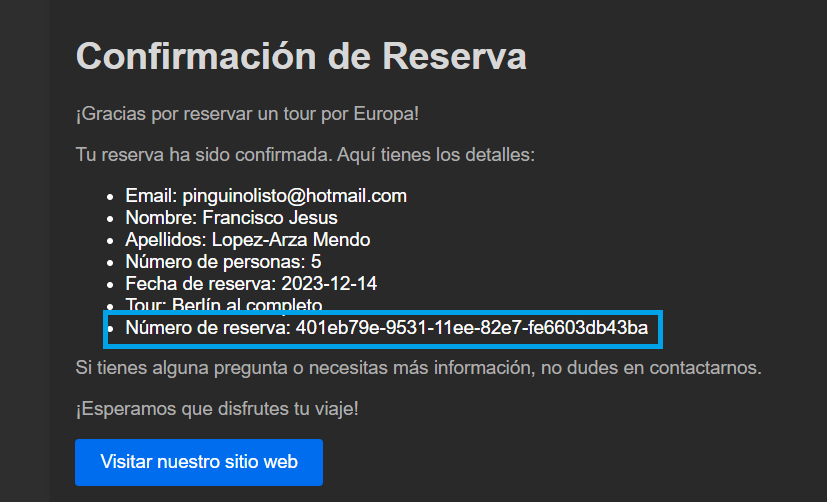 Confirmación de Reserva
¡Gracias por reservar un tour por Europa!
Tu reserva ha sido confirmada. Aquí tienes los detalles:
Email: pinguinolisto@hotmail.com
Nombre: Francisco Jesus
Apellidos: Lopez-Arza Mendo
Número de personas: 5
Fecha de reserva: 2023-12-14
Tour: Berlín al completo
Número de reserva: 401eb79e-9531-11ee-82e7-fe6603db43ba
Si tienes alguna pregunta o necesitas más información, no dudes en contactarnos.
¡Esperamos que disfrutes tu viaje!
Visitar nuestro sitio web